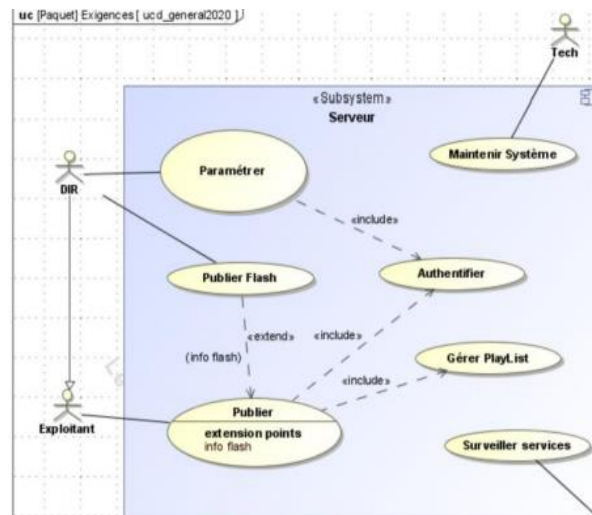 uc [Paquet] Exigences [ ucd_general2020 ]
Tech
«Subsystem»
Serveur
Maintenir Système
Paramétrer
DIR
«include»
Publier Flash
Authentifier
«extend»
«include»
(info flash)
Gérer PlayList
«include»
Publier
extension points
info flash
Exploitant
Surveiller services